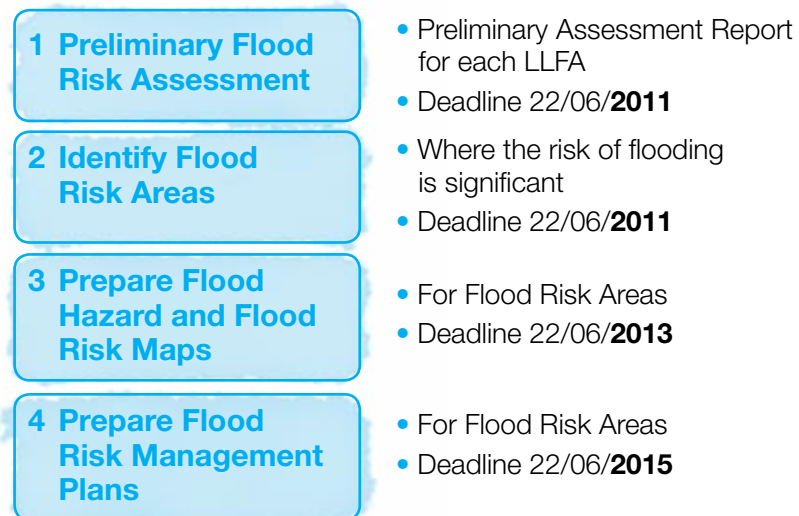 1 Preliminary Flood
Risk Assessment
• Preliminary Assessment Report
for each LLFA
• Deadline 22/06/2011
2 Identify Flood
Risk Areas
• Where the risk of flooding
is significant
• Deadline 22/06/2011
3 Prepare Flood
Hazard and Flood
Risk Maps
• For Flood Risk Areas
• Deadline 22/06/2013
4 Prepare Flood
Risk Management
Plans
• For Flood Risk Areas
• Deadline 22/06/2015